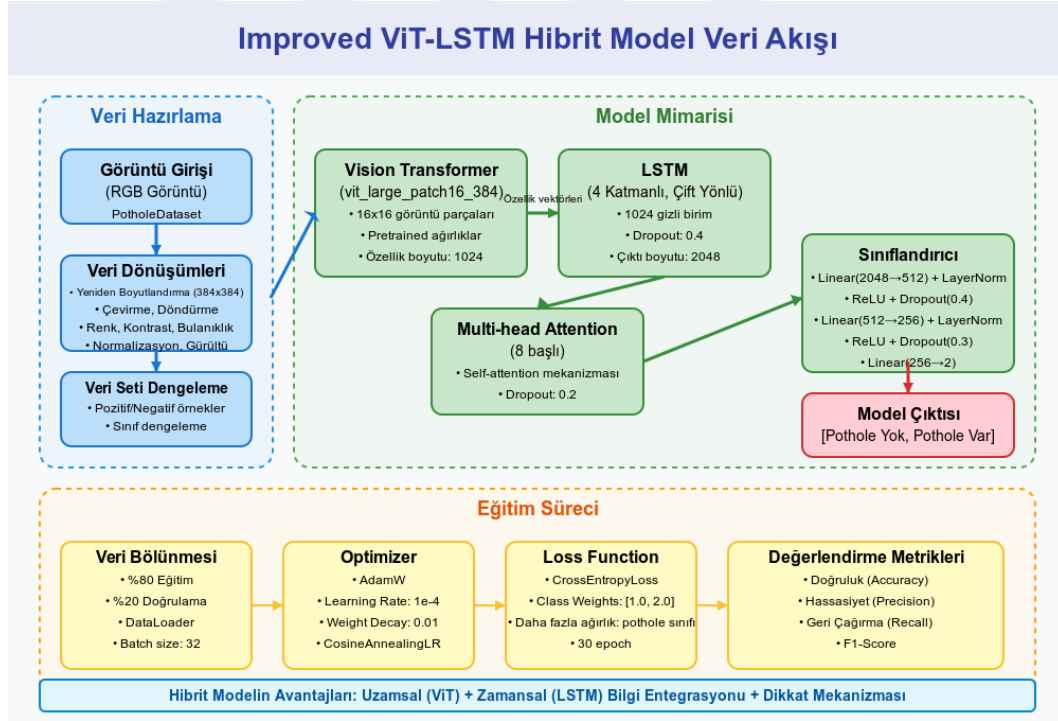 Improved ViT-LSTM Hibrit Model Veri Akışı
Veri Hazırlama
Görüntü Girişi
(RGB Görüntü)
PotholeDataset
Veri Dönüşümleri
• Yeniden Boyutlandırma (384x384)
• Çevirme, Döndürme
• Renk, Kontrast, Bulanıklık
• Normalizasyon, Gürültü
Veri Seti Dengeleme
• Pozitif/Negatif örnekler
• Sınıf dengeleme
Model Mimarisi
Vision Transformer
(vit_large_patch16_384)
• 16x16 görüntü parçaları
• Pretrained ağırlıklar
• Özellik boyutu: 1024
Özellik vektörleri
LSTM
(4 Katmanlı, Çift Yönlü)
• 1024 gizli birim
• Dropout: 0.4
• Çıktı boyutu: 2048
Multi-head Attention
(8 başlı)
• Self-attention mekanizması
• Dropout: 0.2
Sınıflandırıcı
• Linear(2048→512) + LayerNorm
• ReLU + Dropout(0.4)
• Linear(512→256) + LayerNorm
• ReLU + Dropout(0.3)
• Linear(256→2)
Model Çıktısı
[Pothole Yok, Pothole Var]
Eğitim Süreci
Veri Bölünmesi
• %80 Eğitim
• %20 Doğrulama
• DataLoader
• Batch size: 32
Optimizer
• AdamW
• Learning Rate: 1e-4
• Weight Decay: 0.01
• CosineAnnealingLR
Loss Function
• CrossEntropyLoss
• Class Weights: [1.0, 2.0]
• Daha fazla ağırlık: pothole sınıfı
• 30 epoch
Değerlendirme Metrikleri
• Doğruluk (Accuracy)
• Hassasiyet (Precision)
• Geri Çağırma (Recall)
• F1-Score
Hibrit Modelin Avantajları: Uzamsal (ViT) + Zamansal (LSTM) Bilgi Entegrasyonu + Dikkat Mekanizması